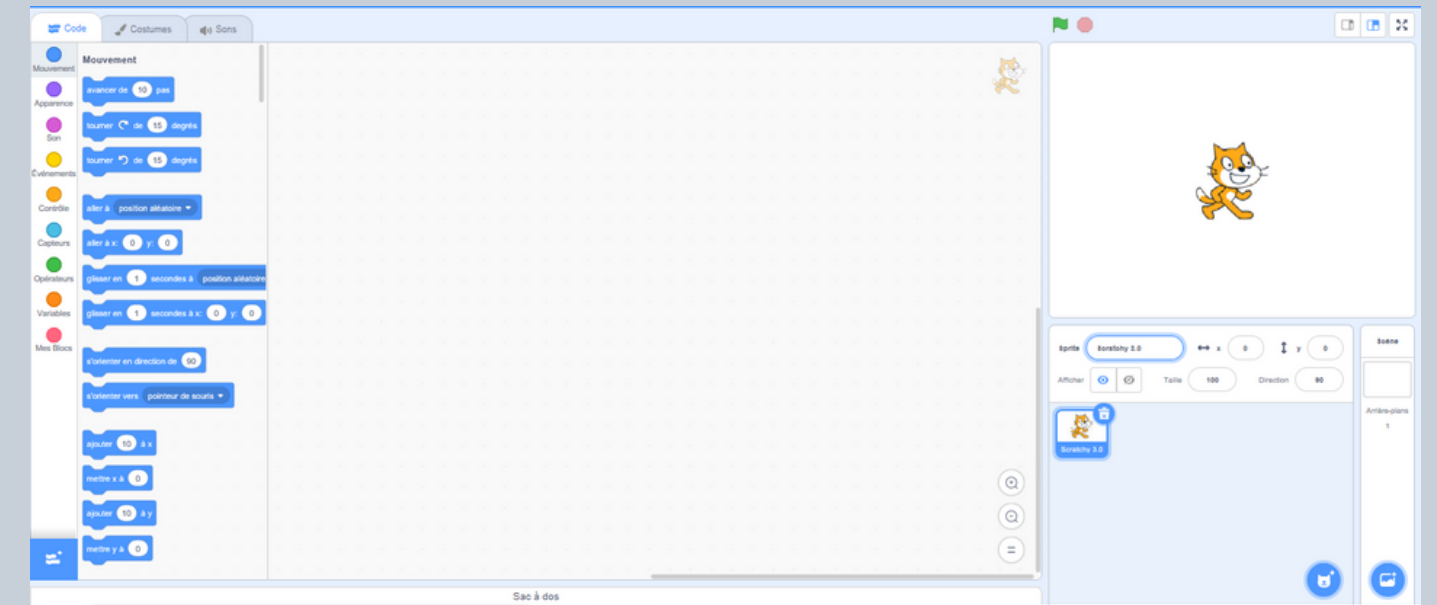 Code Costumes Sons
Mouvement
Apparence
Son
Événements
Contrôle
Capteurs
Opérateurs
Variables
Mes Blocs
Mouvement
avancer de 10 pas
tourner de 15 degrés
tourner de 15 degrés
aller à position aléatoire
aller à x: 0 y: 0
glisser en 1 secondes à position aléatoire
glisser en 1 secondes à x: 0 y: 0
s'orienter en direction de 90
s'orienter vers pointeur de souris
ajouter 10 à x
mettre x à 0
ajouter 10 à y
mettre y à 0
Sac à dos
Sprite Scratchy 3.0 x 0 y 0
Afficher Taille 100 Direction 90
Scratchy 3.0
Scène
Arrière-plans
1